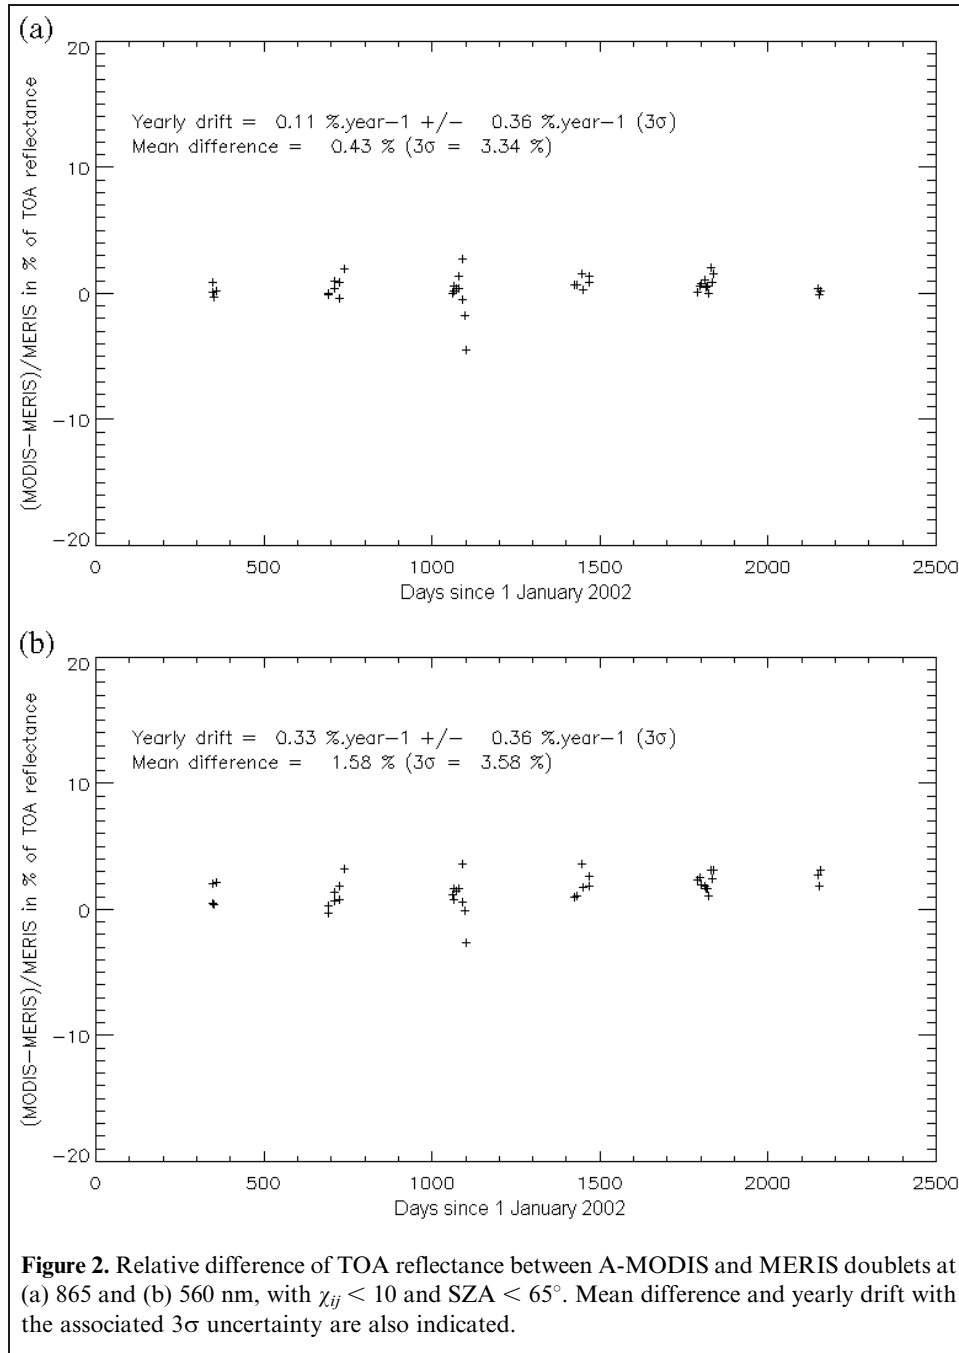 (a)
20
10
0
−10
−20
(MODIS−MERIS)/MERIS in % of TOA reflectance
Yearly drift = 0.11 %.year−1 +/− 0.36 %.year−1 (3σ)
Mean difference = 0.43 % (3σ = 3.34 %)
0 500 1000 1500 2000 2500
Days since 1 January 2002
(b)
20
10
0
−10
−20
(MODIS−MERIS)/MERIS in % of TOA reflectance
Yearly drift = 0.33 %.year−1 +/− 0.36 %.year−1 (3σ)
Mean difference = 1.58 % (3σ = 3.58 %)
0 500 1000 1500 2000 2500
Days since 1 January 2002
Figure 2. Relative difference of TOA reflectance between A-MODIS and MERIS doublets at
(a) 865 and (b) 560 nm, with χij < 10 and SZA < 65°. Mean difference and yearly drift with
the associated 3σ uncertainty are also indicated.